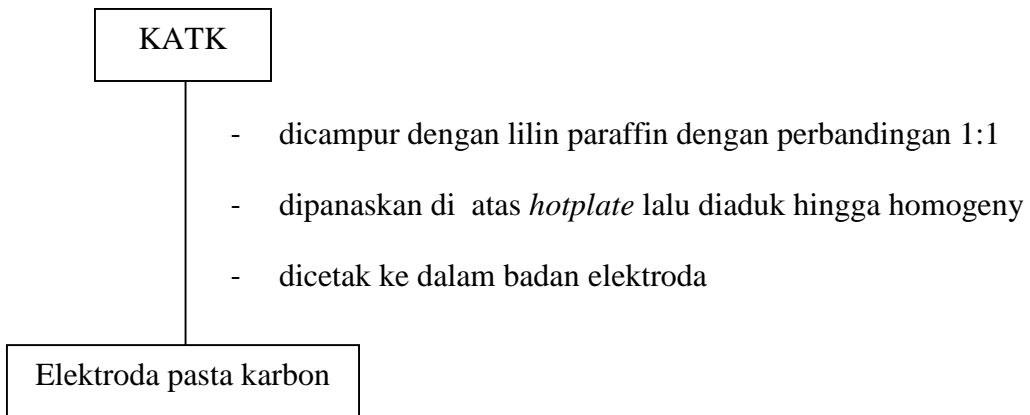 KATK
- dicampur dengan lilin paraffin dengan perbandingan 1:1
- dipanaskan di atas hotplate lalu diaduk hingga homogeny
- dicetak ke dalam badan elektroda
Elektroda pasta karbon